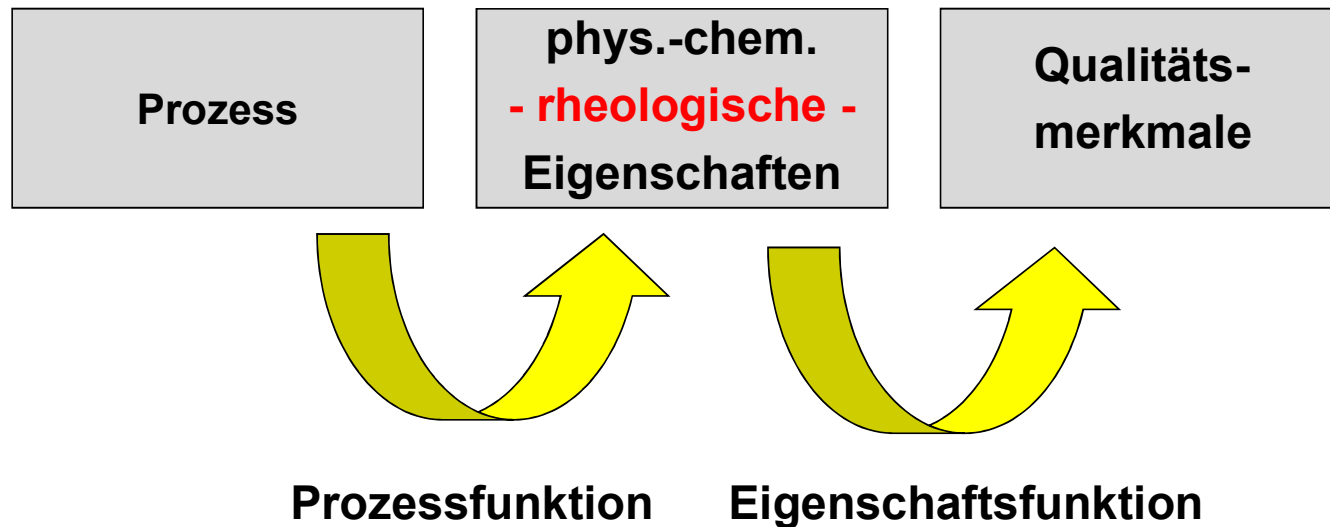 Prozess
phys.-chem.
- rheologische -
Eigenschaften
Qualitäts-
merkmale
Prozessfunktion
Eigenschaftsfunktion